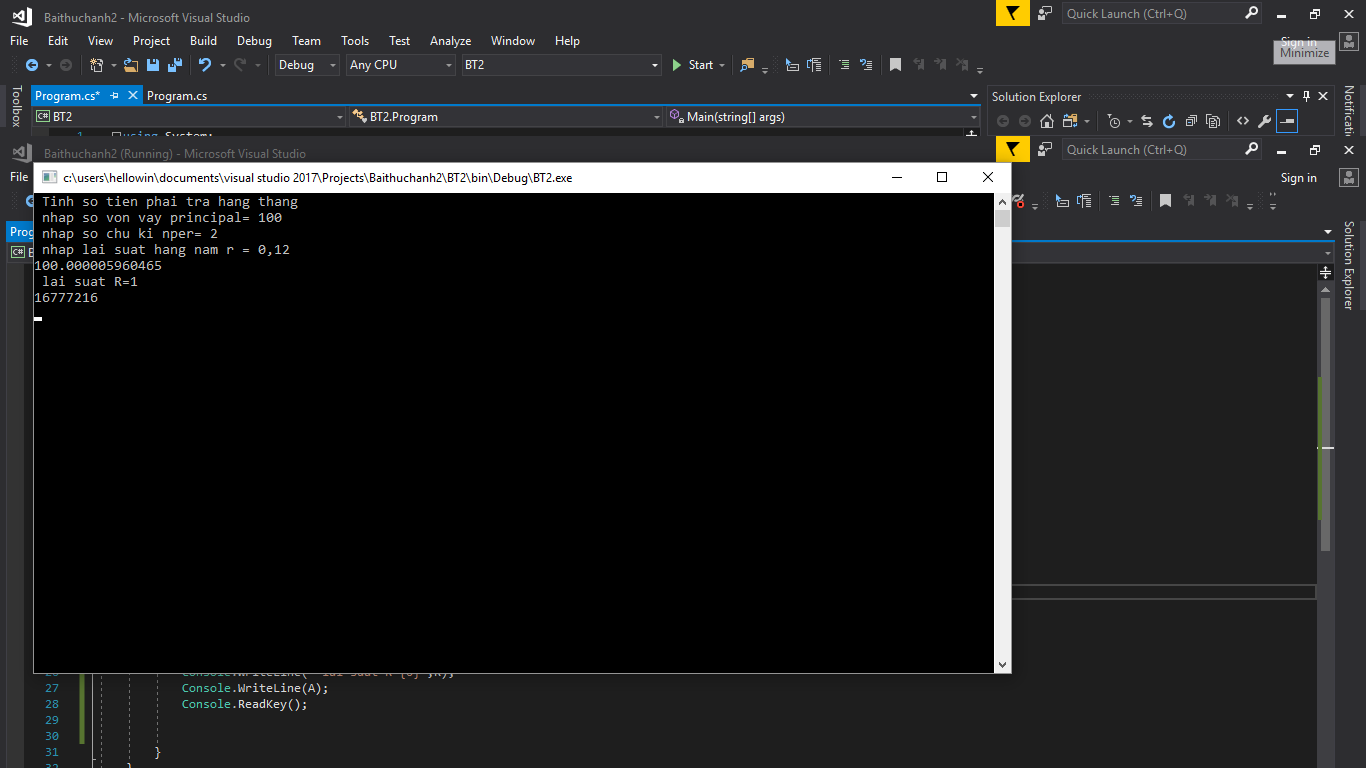 Baithuchanh2 - Microsoft Visual Studio
Quick Launch (Ctrl+Q)
File Edit View Project Build Debug Team Tools Test Analyze Window Help
Sign in
Minimize
Debug Any CPU BT2 Start
Toolbox
Program.cs* Program.cs
Solution Explorer
Notificati
C# BT2 BT2.Program Main(string[] args)
1 using System;
Baithuchanh2 (Running) - Microsoft Visual Studio
Quick Launch (Ctrl+Q)
File
c:\users\hellowin\documents\visual studio 2017\Projects\Baithuchanh2\BT2\bin\Debug\BT2.exe
Sign in
Tinh so tien phai tra hang thang
nhap so von vay principal= 100
nhap so chu ki nper= 2
nhap lai suat hang nam r = 0,12
100.000005960465
lai suat R=1
16777216
Prog
C#
Solution Explorer
27 Console.WriteLine(A);
28 Console.ReadKey();
29
30
31 }